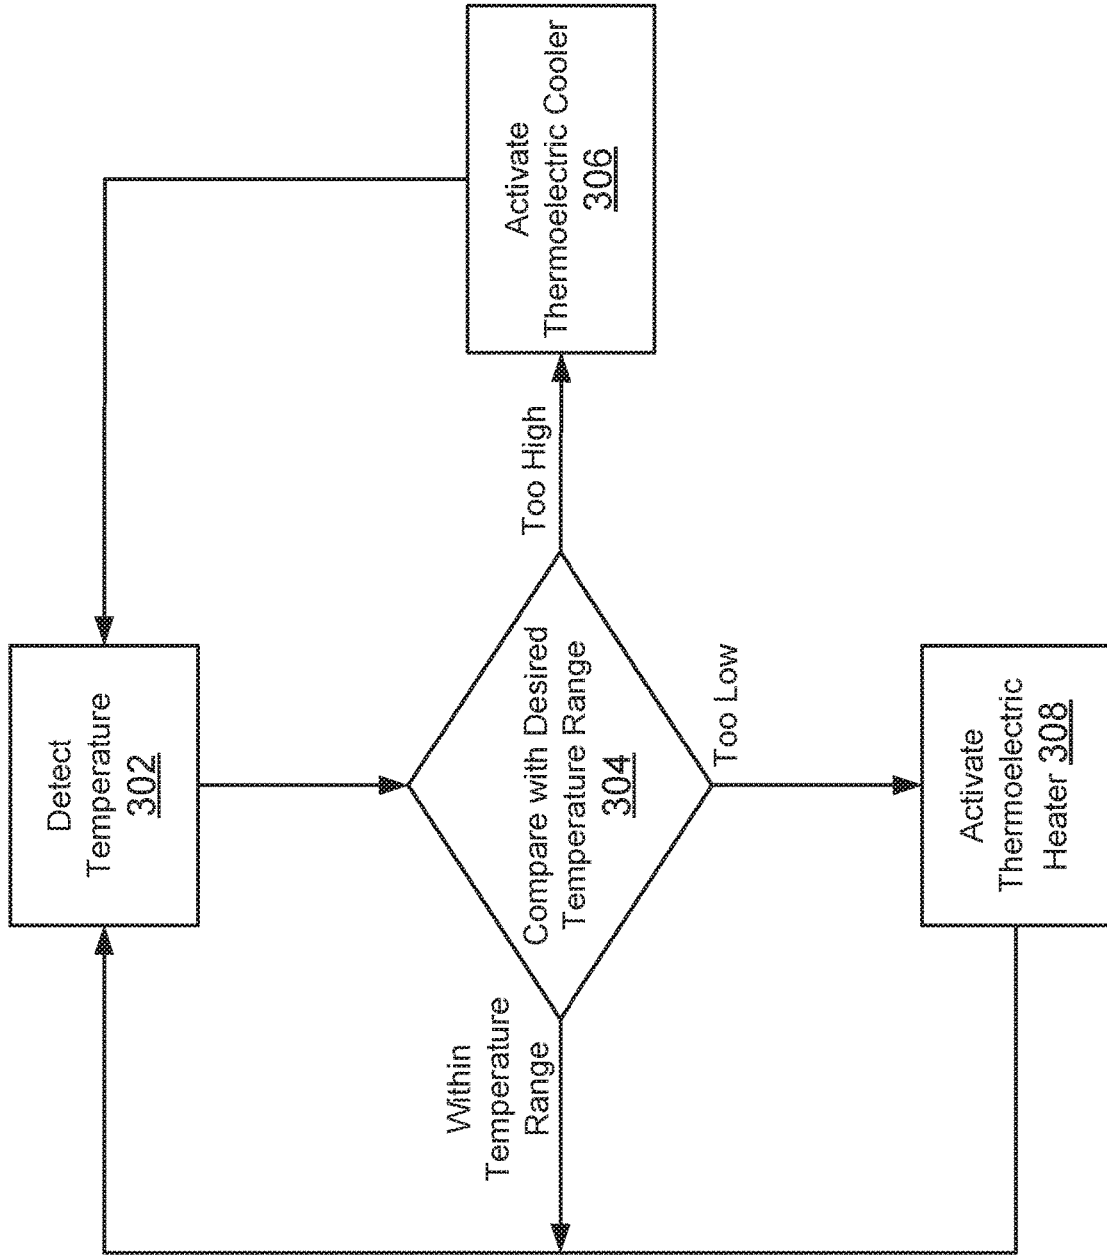 Detect
Temperature
302
Compare with Desired
Temperature Range
304
Within
Temperature
Range
Too High
Too Low
Activate
Thermoelectric Cooler
306
Activate
Thermoelectric
Heater 308